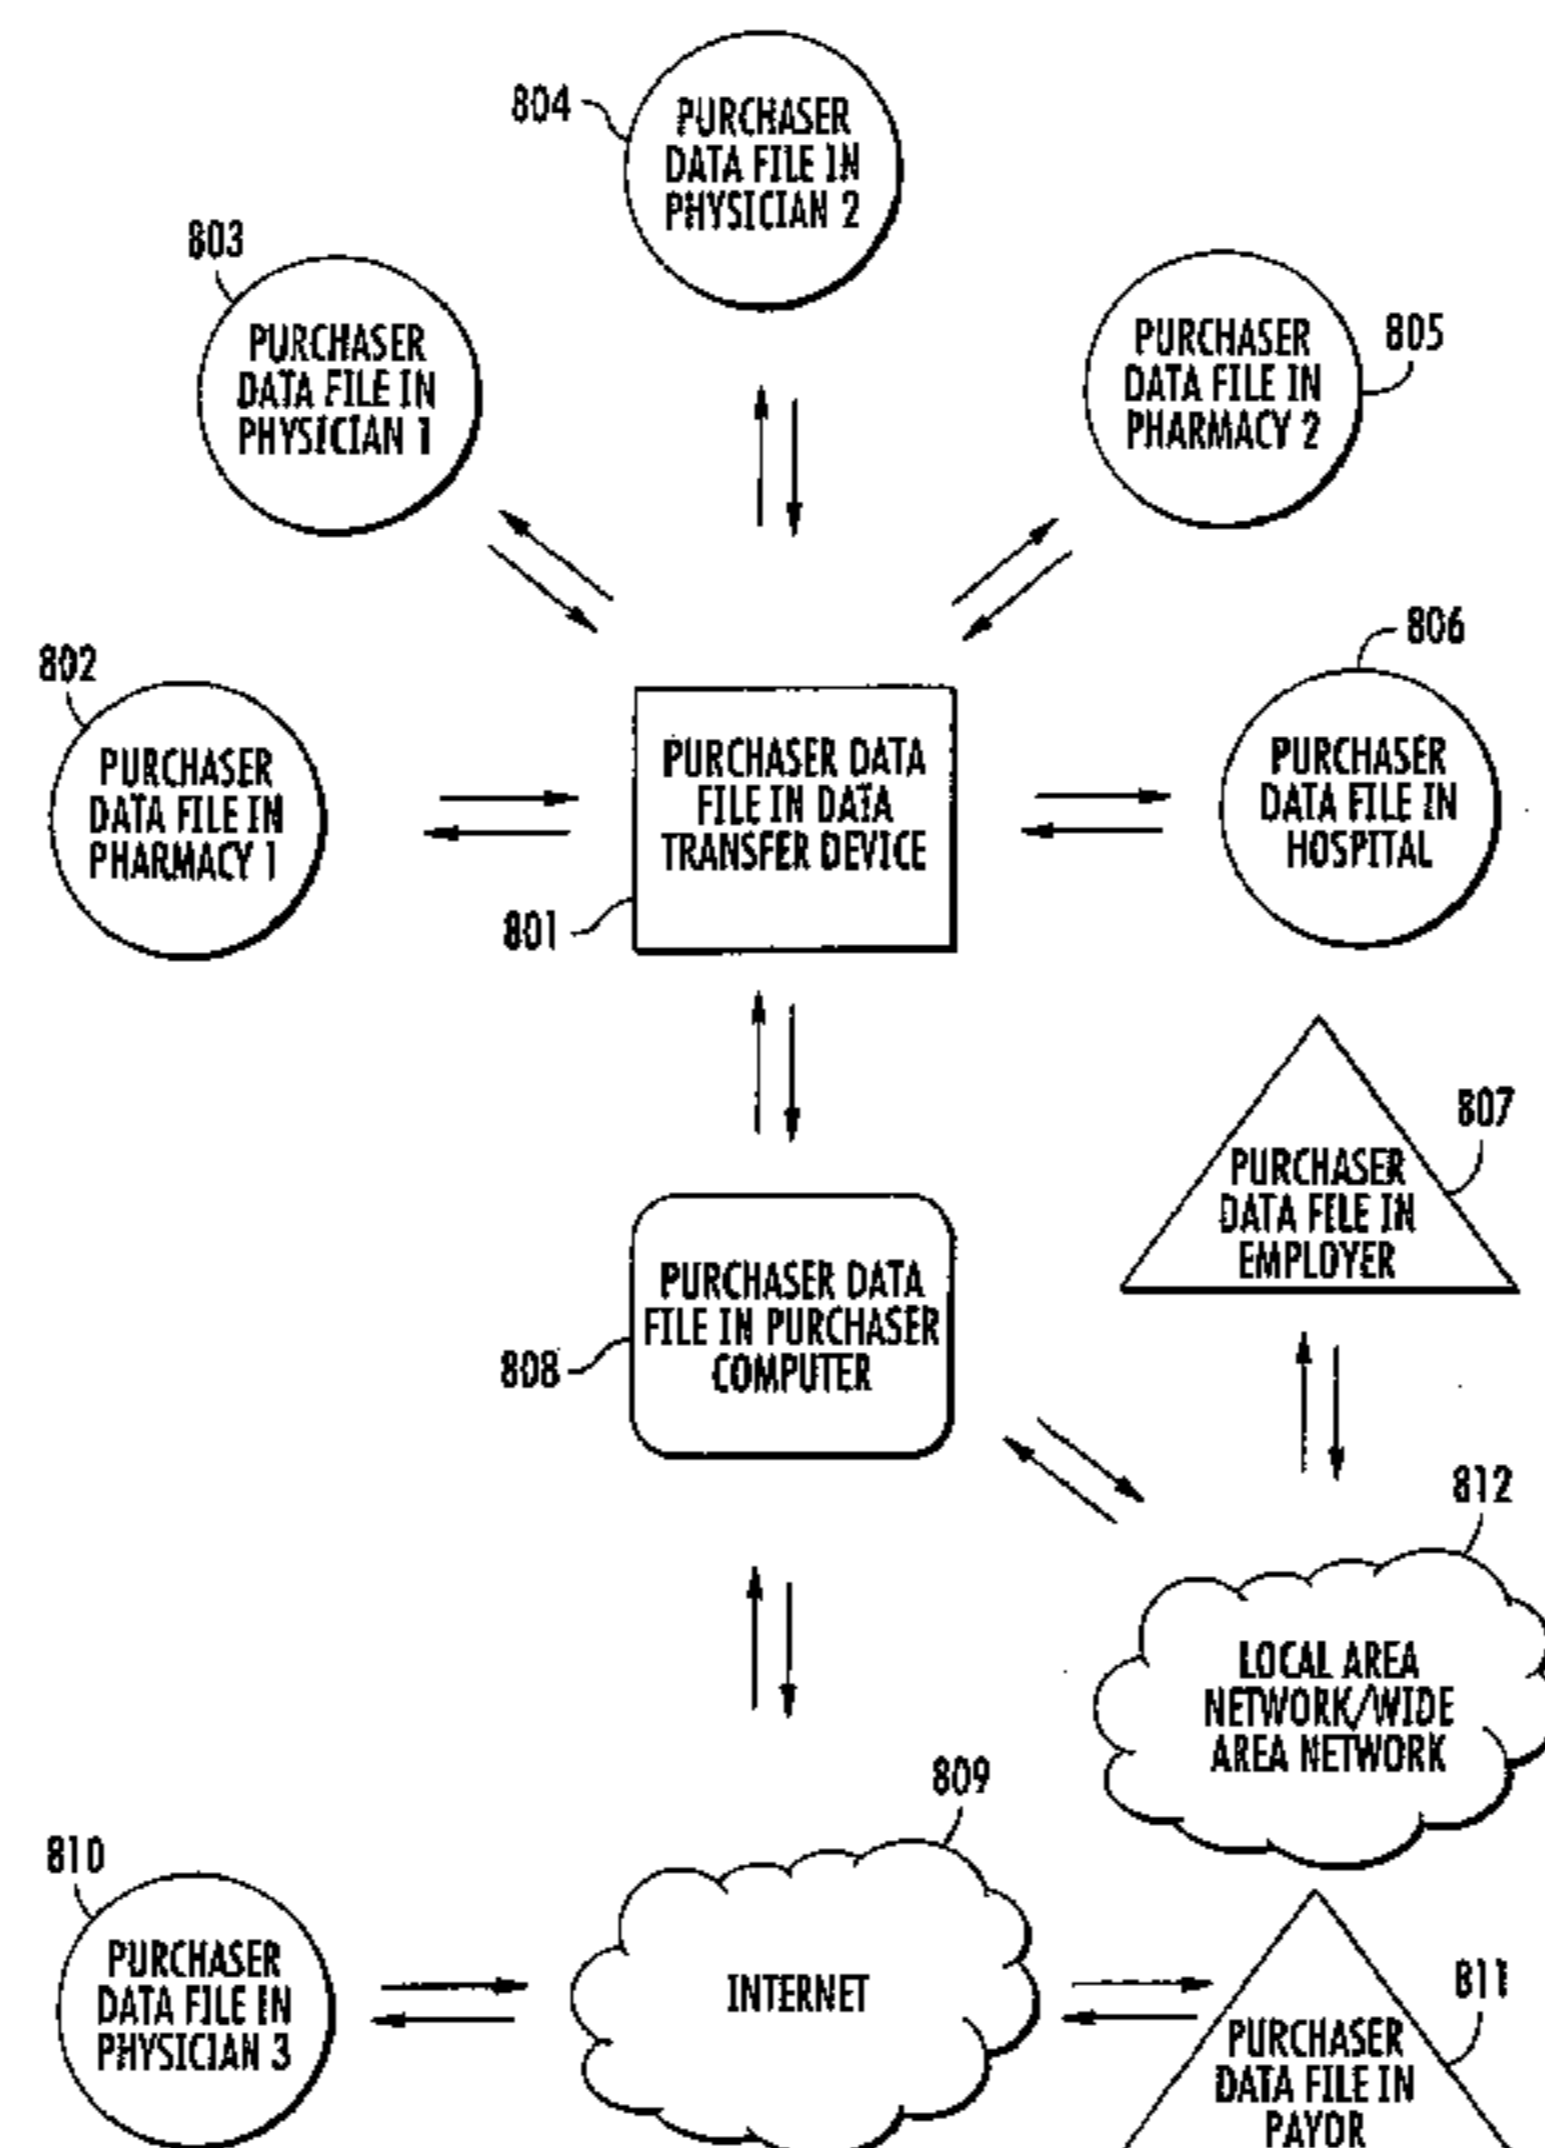 804
PURCHASER
DATA FILE IN
PHYSICIAN 2
803
PURCHASER
DATA FILE IN
PHYSICIAN 1
805
PURCHASER
DATA FILE IN
PHARMACY 2
802
PURCHASER
DATA FILE IN
PHARMACY 1
801
PURCHASER DATA
FILE IN DATA
TRANSFER DEVICE
806
PURCHASER
DATA FILE IN
HOSPITAL
807
PURCHASER
DATA FILE IN
EMPLOYER
808
PURCHASER DATA
FILE IN PURCHASER
COMPUTER
812
LOCAL AREA
NETWORK/WIDE
AREA NETWORK
809
INTERNET
810
PURCHASER
DATA FILE IN
PHYSICIAN 3
811
PURCHASER
DATA FILE IN
PAYOR